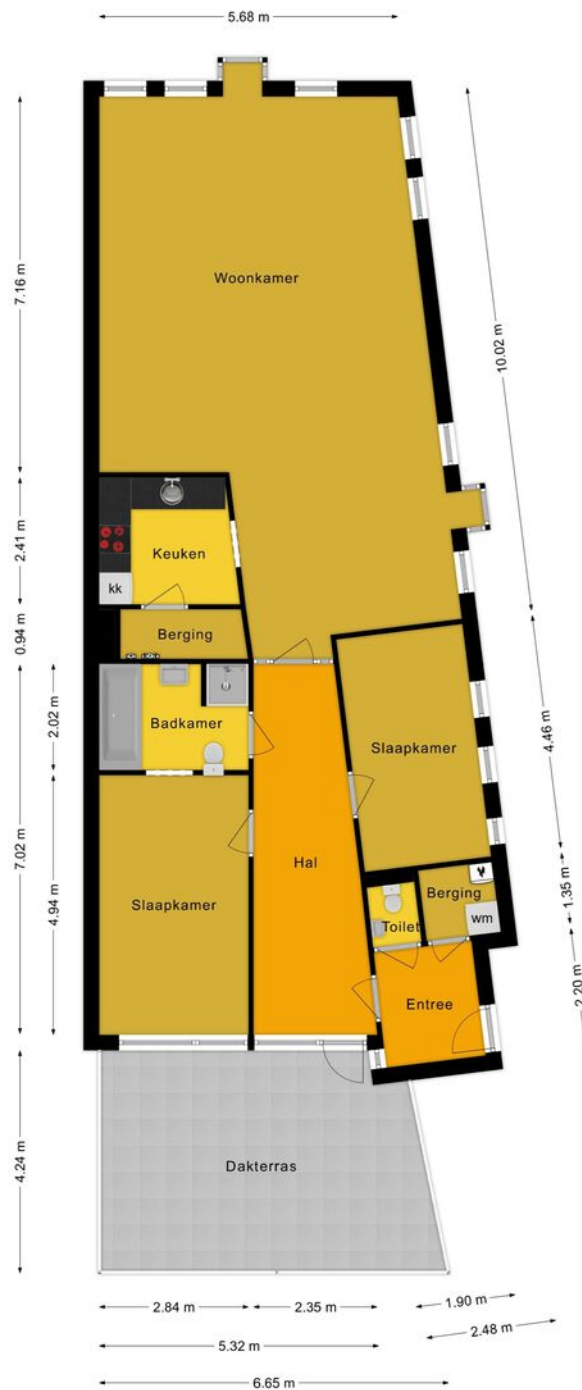 5.68 m
Woonkamer
7.16 m
10.02 m
2.41 m
Keuken
kk
0.94 m
Berging
2.02 m
Badkamer
Slaapkamer
4.46 m
7.02 m
4.94 m
Slaapkamer
Hal
Toilet
Berging
wm
1.35 m
Entree
2.20 m
4.24 m
Dakterras
2.84 m
2.35 m
1.90 m
2.48 m
5.32 m
6.65 m